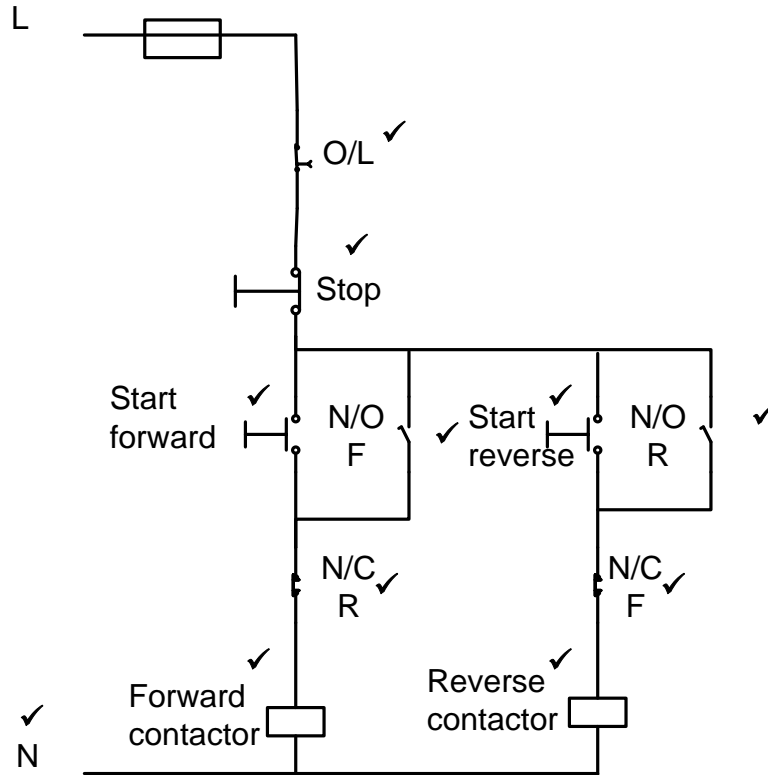 L
O/L
Stop
Start
forward
N/O
F
Start
reverse
N/O
R
N/C
R
N/C
F
Forward
contactor
Reverse
contactor
N